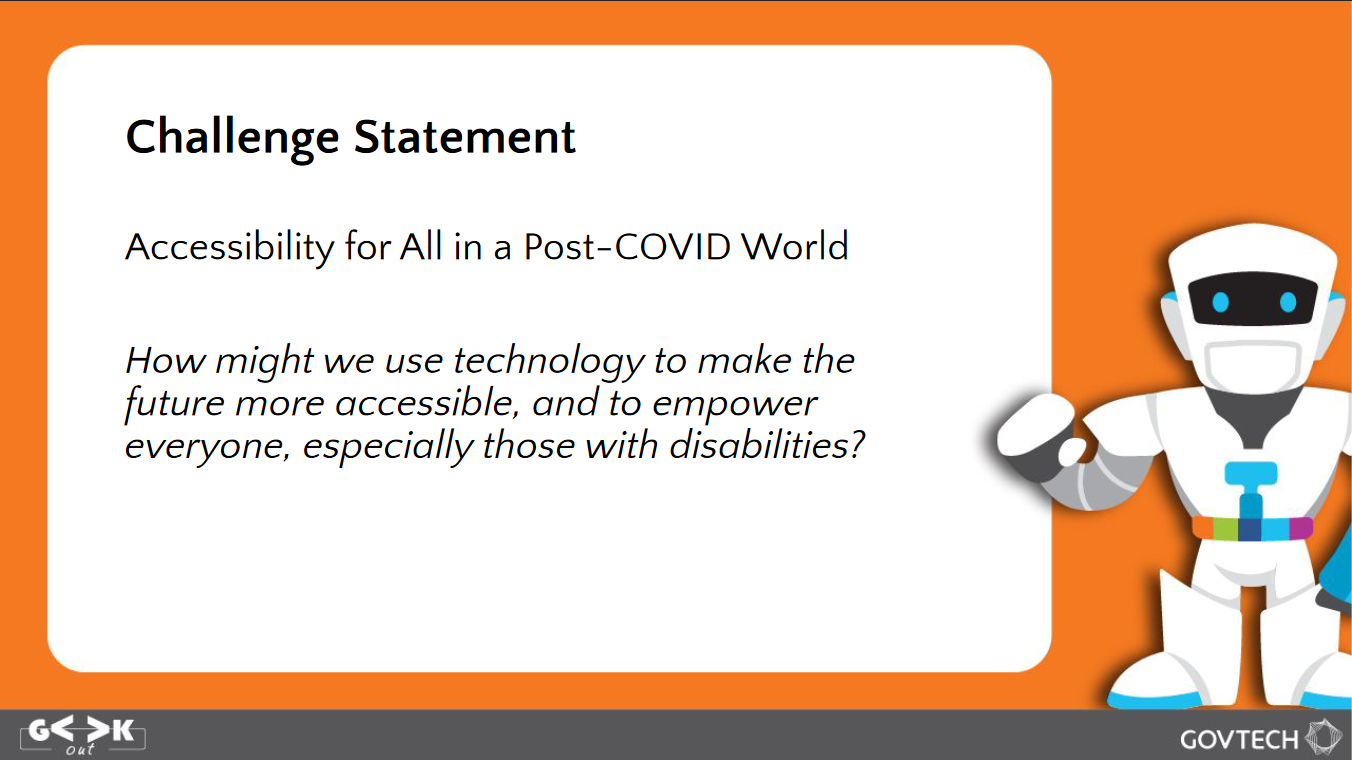 Challenge Statement
Accessibility for All in a Post-COVID World
How might we use technology to make the
future more accessible, and to empower
everyone, especially those with disabilities?
G< >K
out
GOVTECH